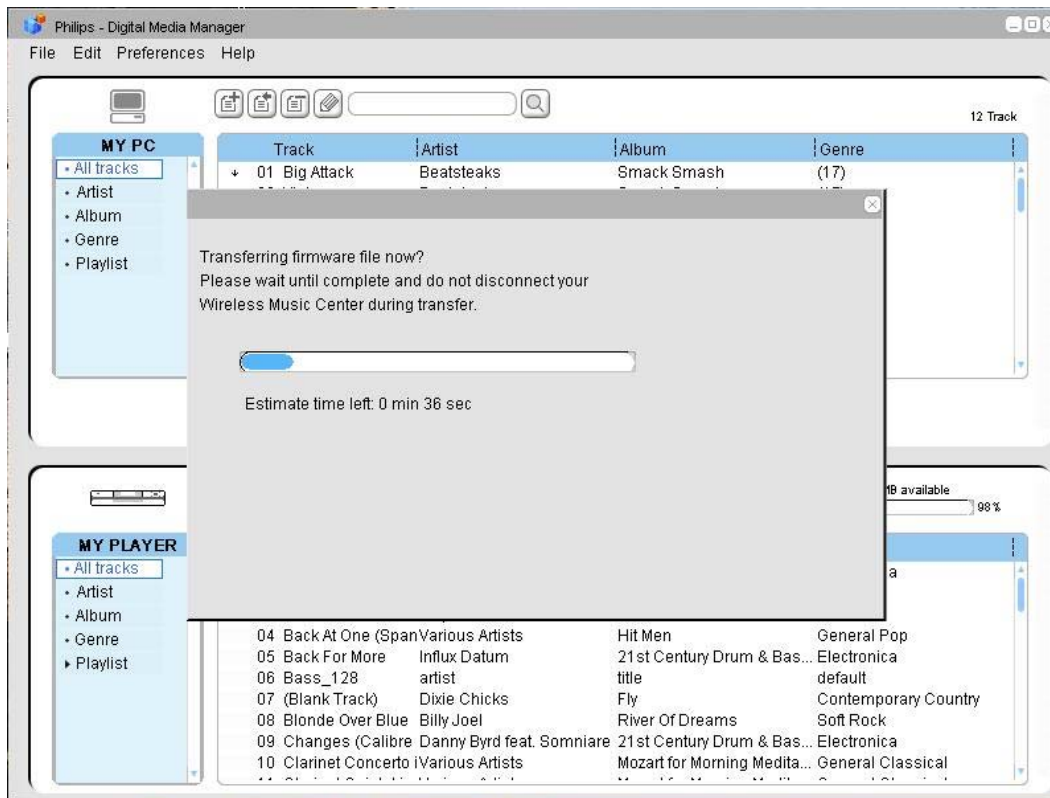 Philips - Digital Media Manager
File Edit Preferences Help
12 Track
MY PC
Track Artist Album Genre
• All tracks
• Artist
• Album
• Genre
• Playlist
01 Big Attack Beatsteaks Smack Smash (17)
Transferring firmware file now?
Please wait until complete and do not disconnect your
Wireless Music Center during transfer.
Estimate time left: 0 min 36 sec
available
98%
MY PLAYER
• All tracks
• Artist
• Album
• Genre
Playlist
a
04 Back At One (Span Various Artists Hit Men General Pop
05 Back For More Influx Datum 21st Century Drum & Bas... Electronica
06 Bass_128 artist title default
07 (Blank Track) Dixie Chicks Fly Contemporary Country
08 Blonde Over Blue Billy Joel River Of Dreams Soft Rock
09 Changes (Calibre Danny Byrd feat. Somniare 21st Century Drum & Bas... Electronica
10 Clarinet Concerto i Various Artists Mozart for Morning Medita... General Classical